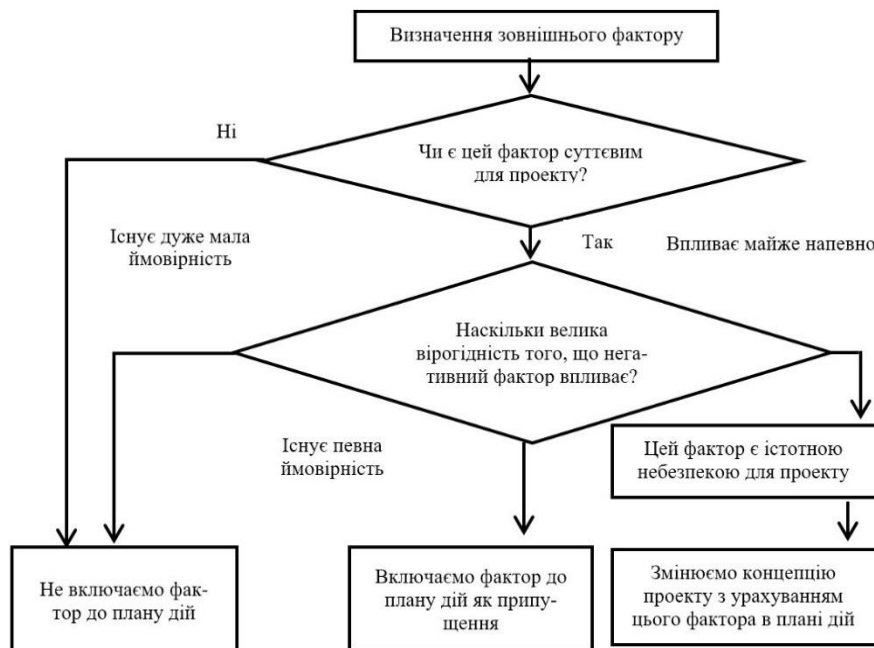 Визначення зовнішнього фактору
Ні
Чи є цей фактор суттєвим
для проекту?
Існує дуже мала
ймовірність
Так
Впливає майже напевно
Наскільки велика
вірогідність того, що нега-
тивний фактор впливає?
Існує певна
ймовірність
Цей фактор є істотною
небезпекою для проекту
Не включаємо фак-
тор до плану дій
Включаємо фактор до
плану дій як припу-
щення
Змінюємо концепцію
проекту з урахуванням
цього фактора в плані дій